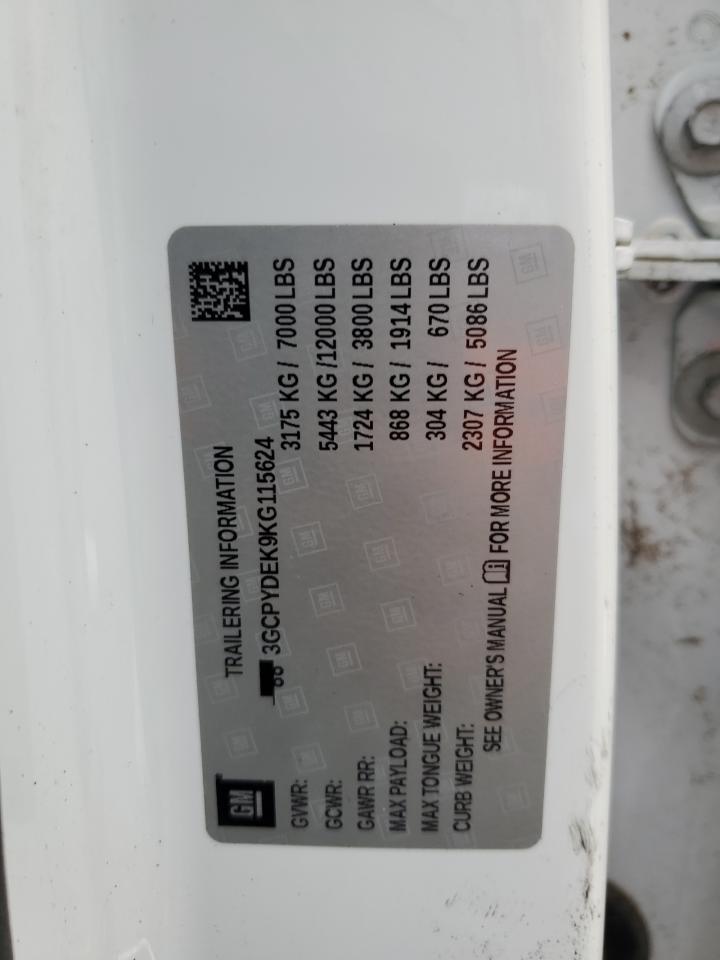 GM
TRAILERING INFORMATION
3GCPYDEK9KG115624
GVWR: 3175 KG / 7000 LBS
GCWR: 5443 KG /12000 LBS
GAWR RR: 1724 KG / 3800 LBS
MAX PAYLOAD: 868 KG / 1914 LBS
MAX TONGUE WEIGHT: 304 KG / 670 LBS
CURB WEIGHT: 2307 KG / 5086 LBS
SEE OWNER'S MANUAL FOR MORE INFORMATION